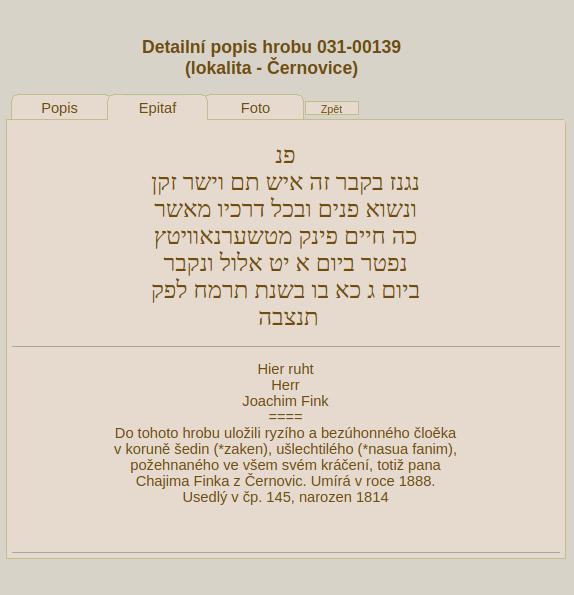 Detailní popis hrobu 031-00139
(lokalita - Černovice)
Popis
Epitaf
Foto
Zpět
פנ
נגנז בקבר זה איש תם וישר זקן
ונשוא פנים ובכל דרכיו מאשר
כה חיים פינק מטשערנאוויטץ
נפטר ביום א יט אלול ונקבר
ביום ג כא בו בשנת תרמח לפק
תנצבה
Hier ruht
Herr
Joachim Fink
====
Do tohoto hrobu uložili ryzího a bezúhonného čloěka
v koruně šedin (*zaken), ušlechtilého (*nasua fanim),
požehnaného ve všem svém kráčení, totiž pana
Chajima Finka z Černovic. Umírá v roce 1888.
Usedlý v čp. 145, narozen 1814